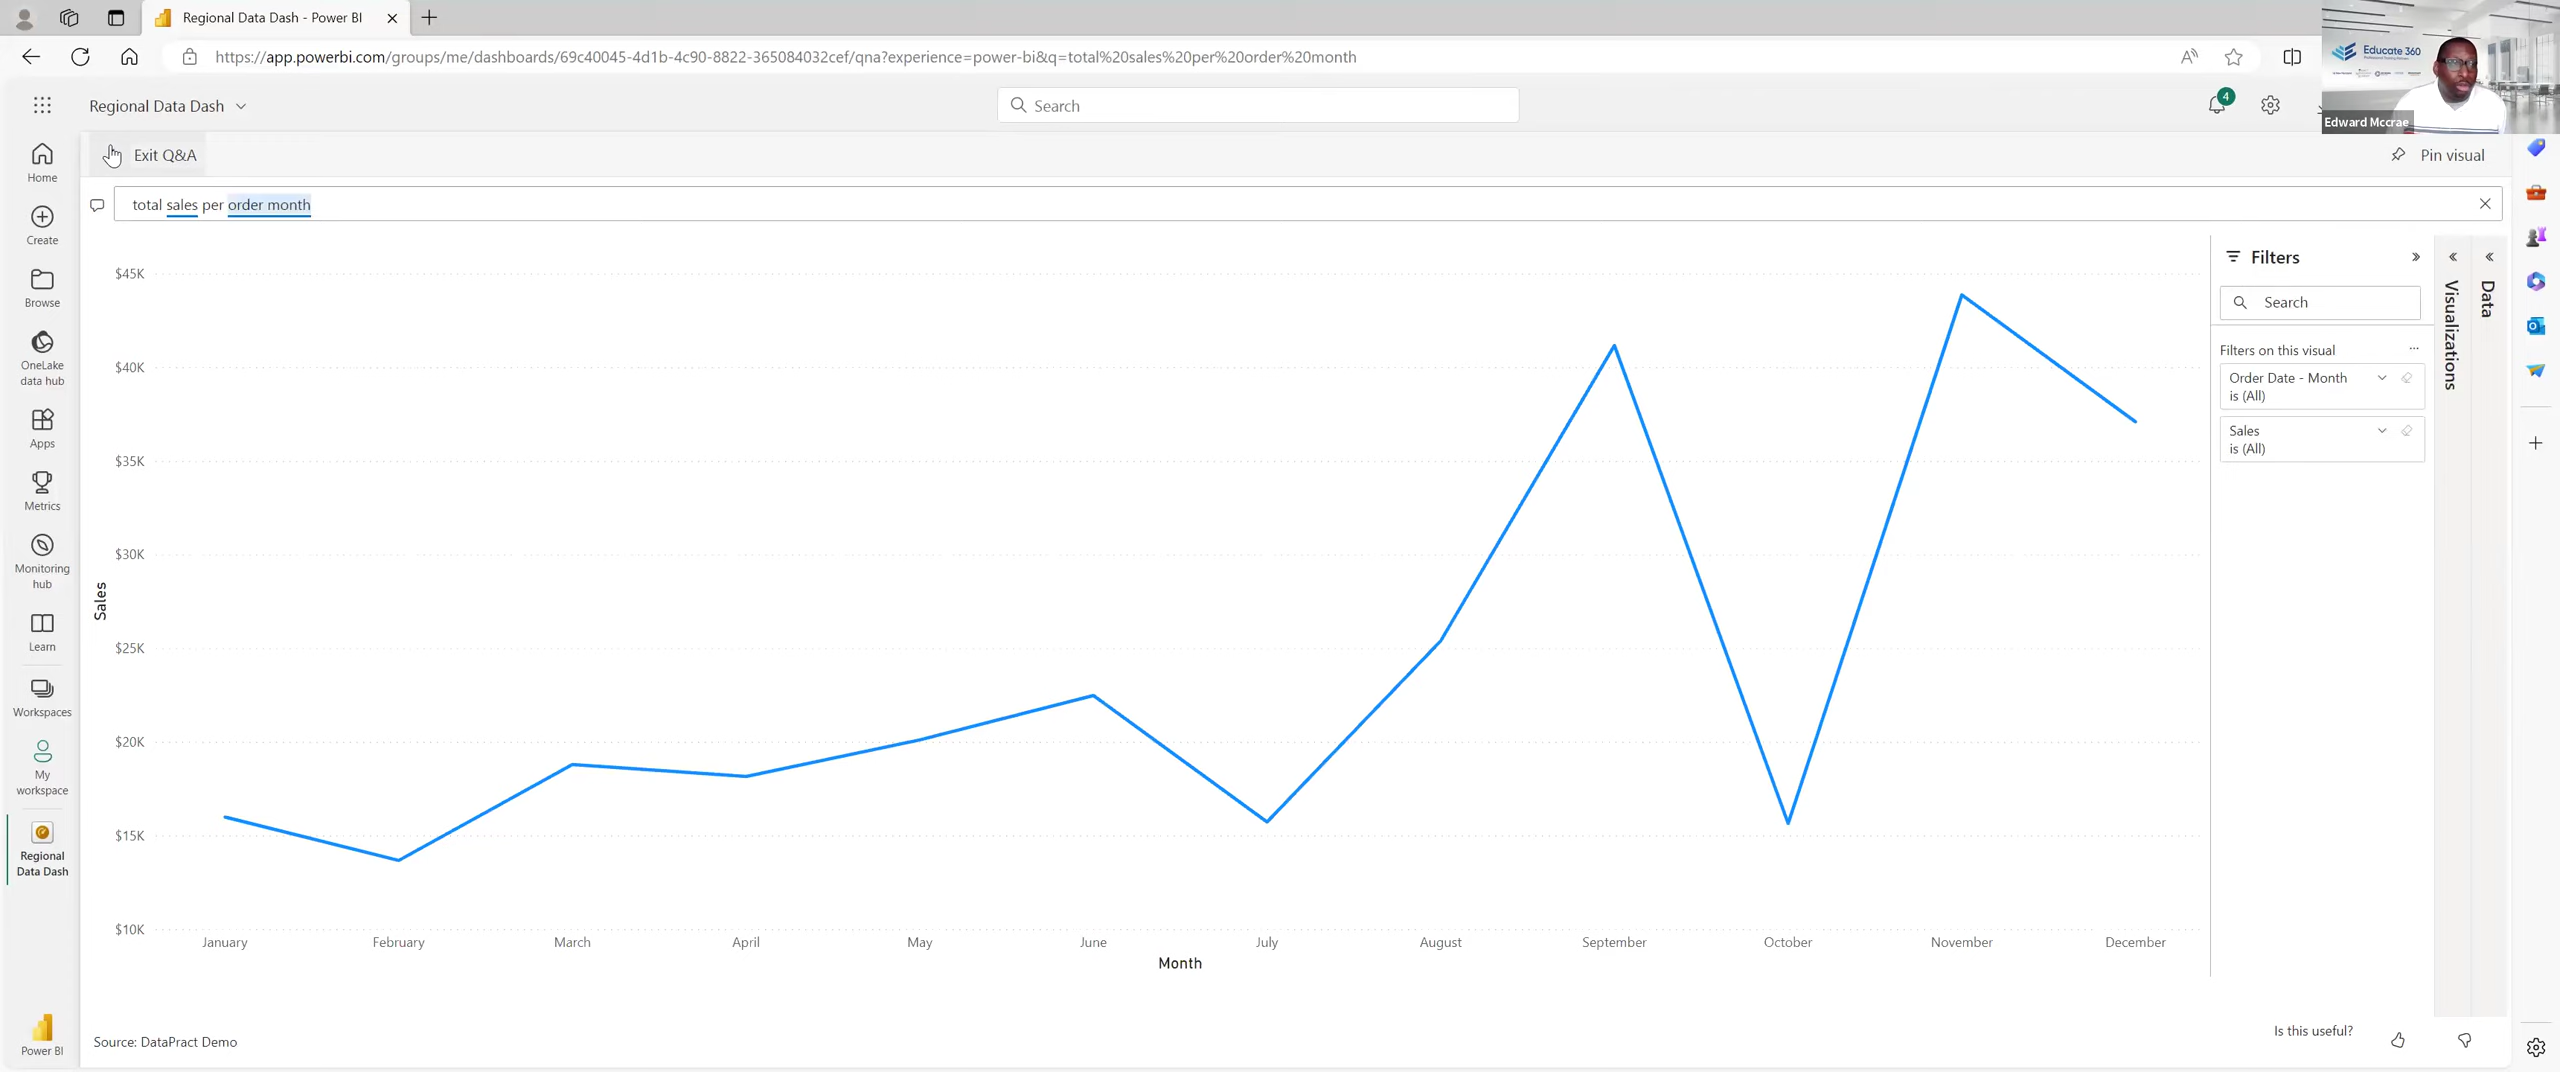 Regional Data Dash - Power BI
https://app.powerbi.com/groups/me/dashboards/69c40045-4d1b-4c90-8822-365084032cef/qna?experience=power-bi&q=total%20sales%20per%20order%20month
Educate 360
Edward Mccrae
Regional Data Dash
Search
4
Exit Q&A
Pin visual
total sales per order month
Home
Create
Browse
OneLake
data hub
Apps
Metrics
Monitoring
hub
Learn
Workspaces
My
workspace
Regional
Data Dash
Power BI
$45K
$40K
$35K
$30K
$25K
$20K
$15K
$10K
Sales
January
February
March
April
May
June
July
August
September
October
November
December
Month
Filters
Search
Filters on this visual
...
Order Date - Month
is (All)
Sales
is (All)
Visualizations
Data
Source: DataPract Demo
Is this useful?